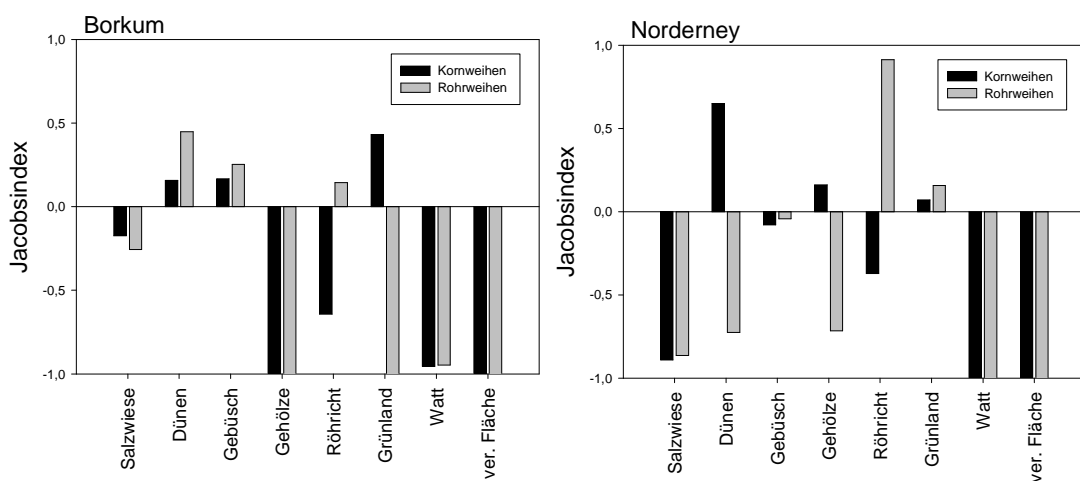 Borkum
1,0
0,5
0,0
-0,5
-1,0
Jacobsindex
Kornweihen
Rohrweihen
Salzwiese
Dünen
Gebüsch
Gehölze
Röhricht
Grünland
Watt
ver. Fläche
Norderney
1,0
0,5
0,0
-0,5
-1,0
Jacobsindex
Kornweihen
Rohrweihen
Salzwiese
Dünen
Gebüsch
Gehölze
Röhricht
Grünland
Watt
ver. Fläche